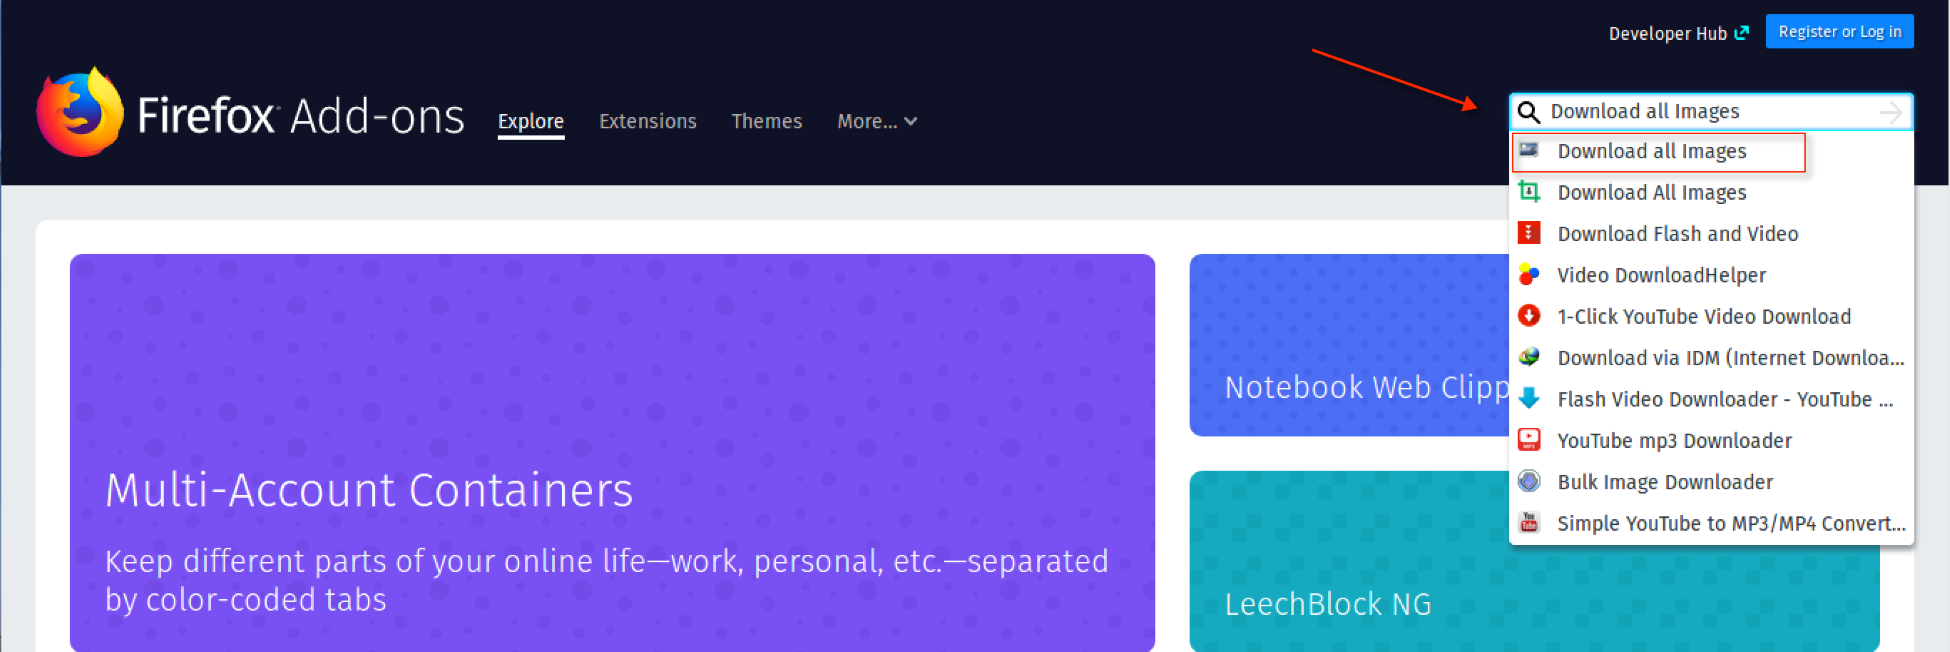 Developer Hub
Register or Log in
Firefox Add-ons
Explore
Extensions
Themes
More...
Download all Images
Download all Images
Download All Images
Download Flash and Video
Video DownloadHelper
1-Click YouTube Video Download
Download via IDM (Internet Downloa...
Flash Video Downloader - YouTube ...
YouTube mp3 Downloader
Bulk Image Downloader
Simple YouTube to MP3/MP4 Convert...
Multi-Account Containers
Keep different parts of your online life—work, personal, etc.—separated
by color-coded tabs
Notebook Web Clipp
LeechBlock NG